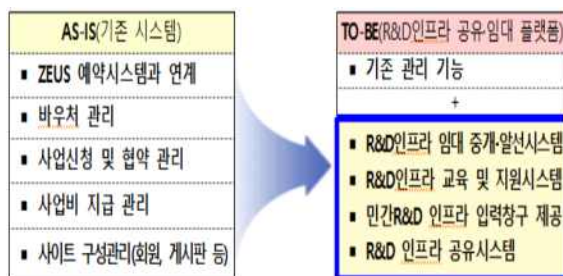 AS-IS(기존 시스템)
▪ ZEUS 예약시스템과 연계
▪ 바우처 관리
▪ 사업신청 및 협약 관리
▪ 사업비 지급 관리
▪ 사이트 구성관리(회원, 게시판 등)
TO-BE(R&D인프라 공유·임대 플랫폼)
▪ 기존 관리 기능
+
▪ R&D인프라 임대 중개·알선시스템
▪ R&D인프라 교육 및 지원시스템
▪ 민간R&D 인프라 입력창구 제공
▪ R&D 인프라 공유시스템